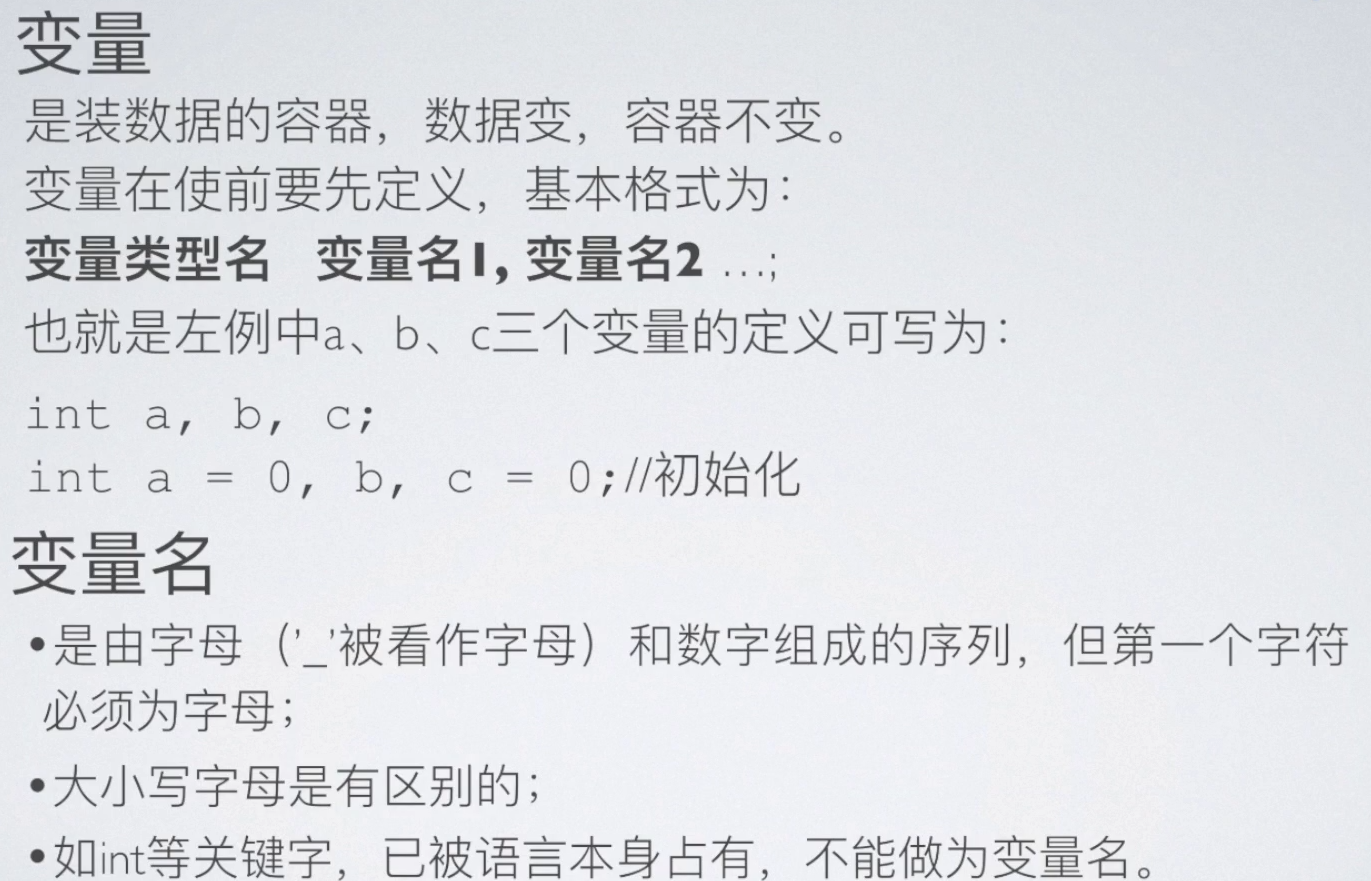 变量
是装数据的容器，数据变，容器不变。
变量在使前要先定义，基本格式为：
变量类型名 变量名1, 变量名2 …;
也就是左例中a、b、c三个变量的定义可写为：
int a, b, c;
int a = 0, b, c = 0;//初始化
变量名
•是由字母（’_’被看作字母）和数字组成的序列，但第一个字符
必须为字母；
•大小写字母是有区别的；
•如int等关键字，已被语言本身占有，不能做为变量名。